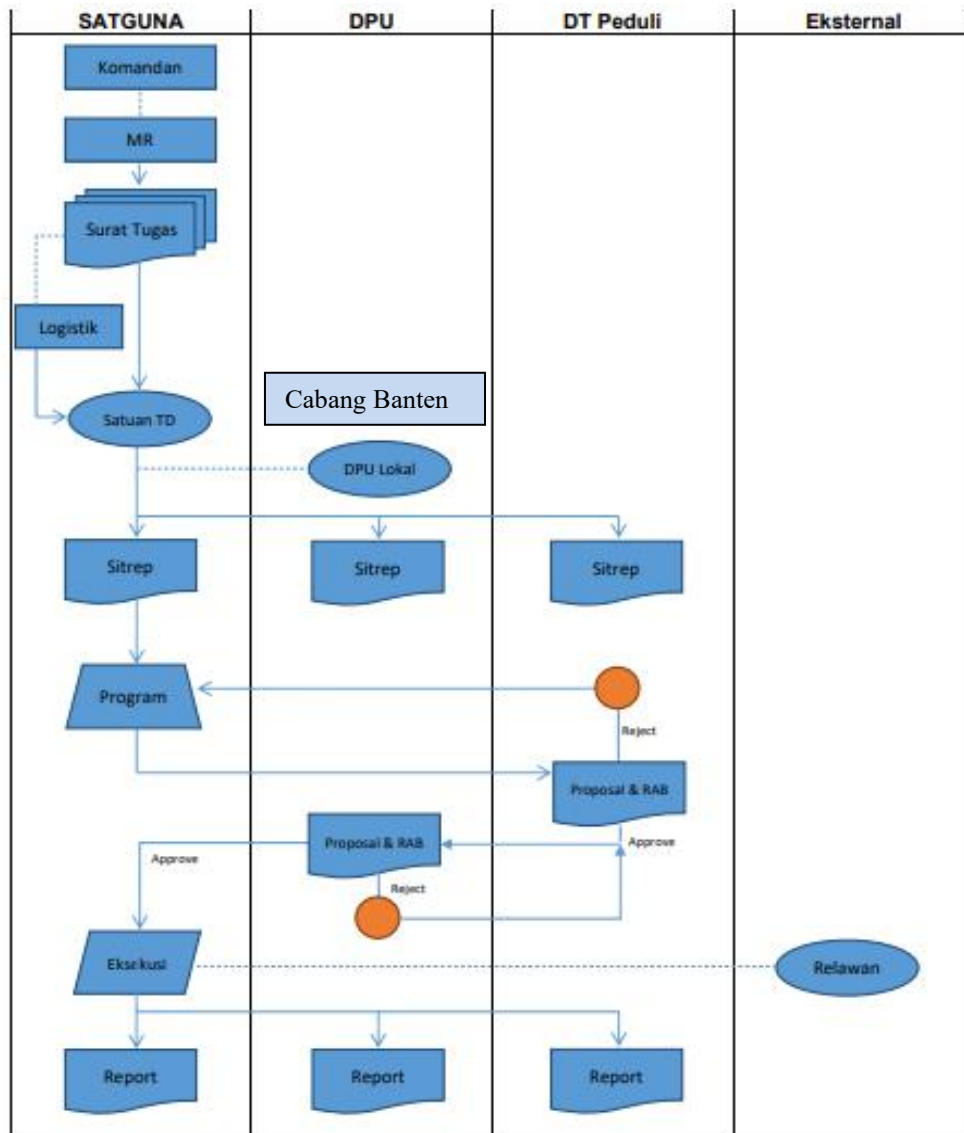 SATGUNA DPU DT Peduli Eksternal
Komandan
MR
Surat Tugas
Logistik
Cabang Banten
Satuan TD
DPU Lokal
Sitrep Sitrep Sitrep
Program
Reject
Proposal & RAB
Proposal & RAB
Approve Approve
Reject
Eksekusi Relawan
Report Report Report